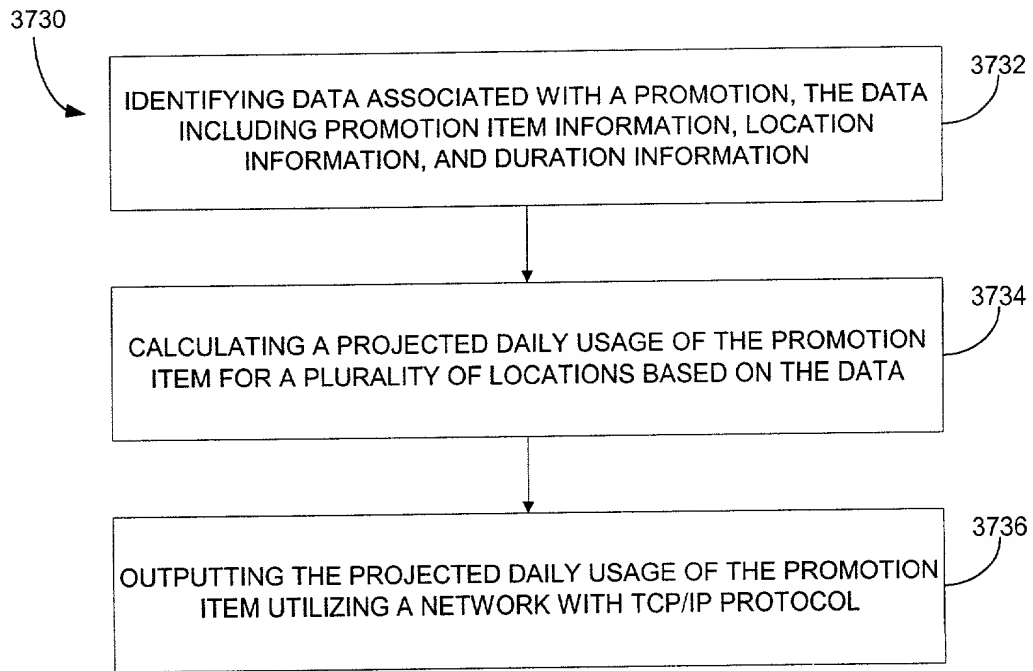 3730
3732
IDENTIFYING DATA ASSOCIATED WITH A PROMOTION, THE DATA
INCLUDING PROMOTION ITEM INFORMATION, LOCATION
INFORMATION, AND DURATION INFORMATION
3734
CALCULATING A PROJECTED DAILY USAGE OF THE PROMOTION
ITEM FOR A PLURALITY OF LOCATIONS BASED ON THE DATA
3736
OUTPUTTING THE PROJECTED DAILY USAGE OF THE PROMOTION
ITEM UTILIZING A NETWORK WITH TCP/IP PROTOCOL